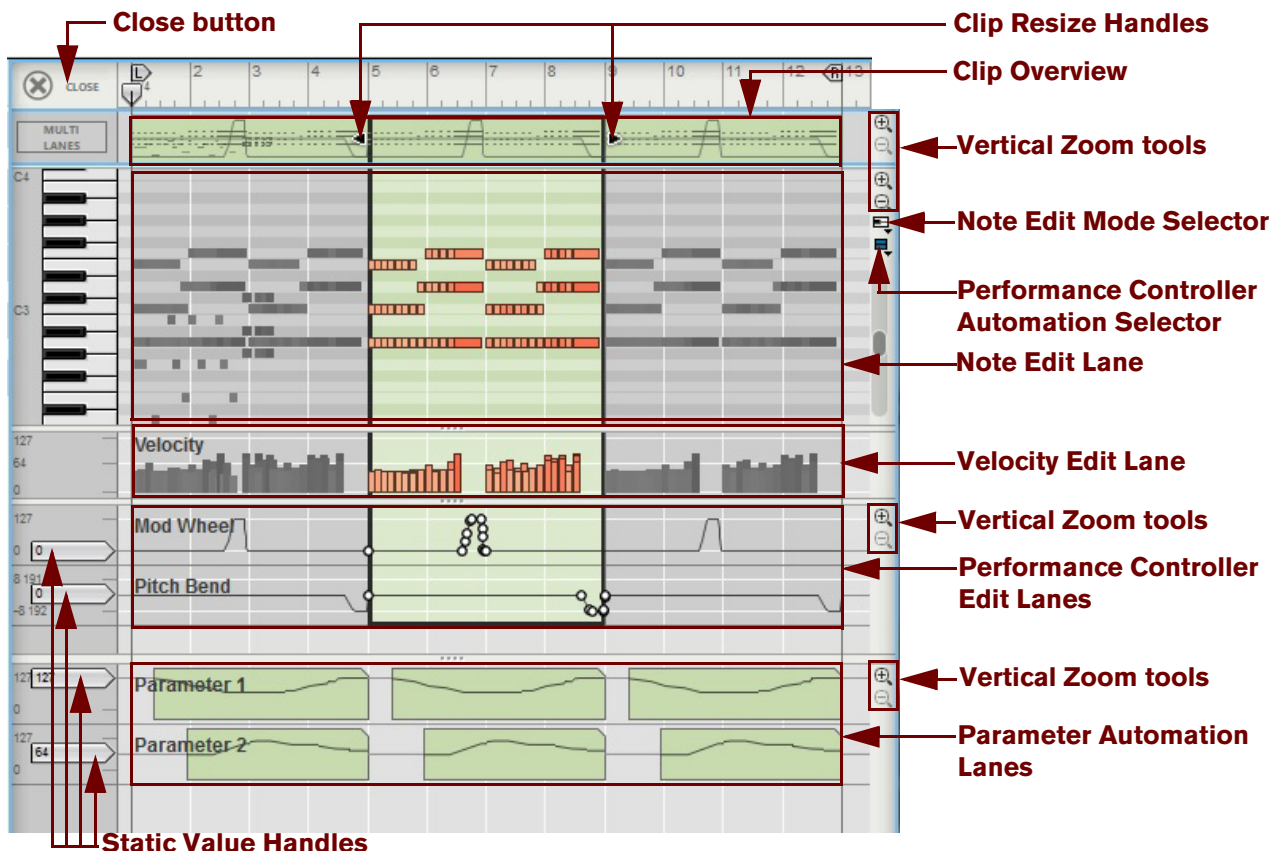 Close button
Clip Resize Handles
CLOSE
L
2
3
4
5
6
7
8
9
10
11
12
R
13
4
Clip Overview
MULTI
LANES
Vertical Zoom tools
C4
Note Edit Mode Selector
Performance Controller
Automation Selector
C3
Note Edit Lane
127
64
0
Velocity
Velocity Edit Lane
127
0
0
Mod Wheel
Vertical Zoom tools
8 191
0
-8 192
Pitch Bend
Performance Controller
Edit Lanes
127
127
0
Parameter 1
Vertical Zoom tools
127
64
0
Parameter 2
Parameter Automation
Lanes
Static Value Handles